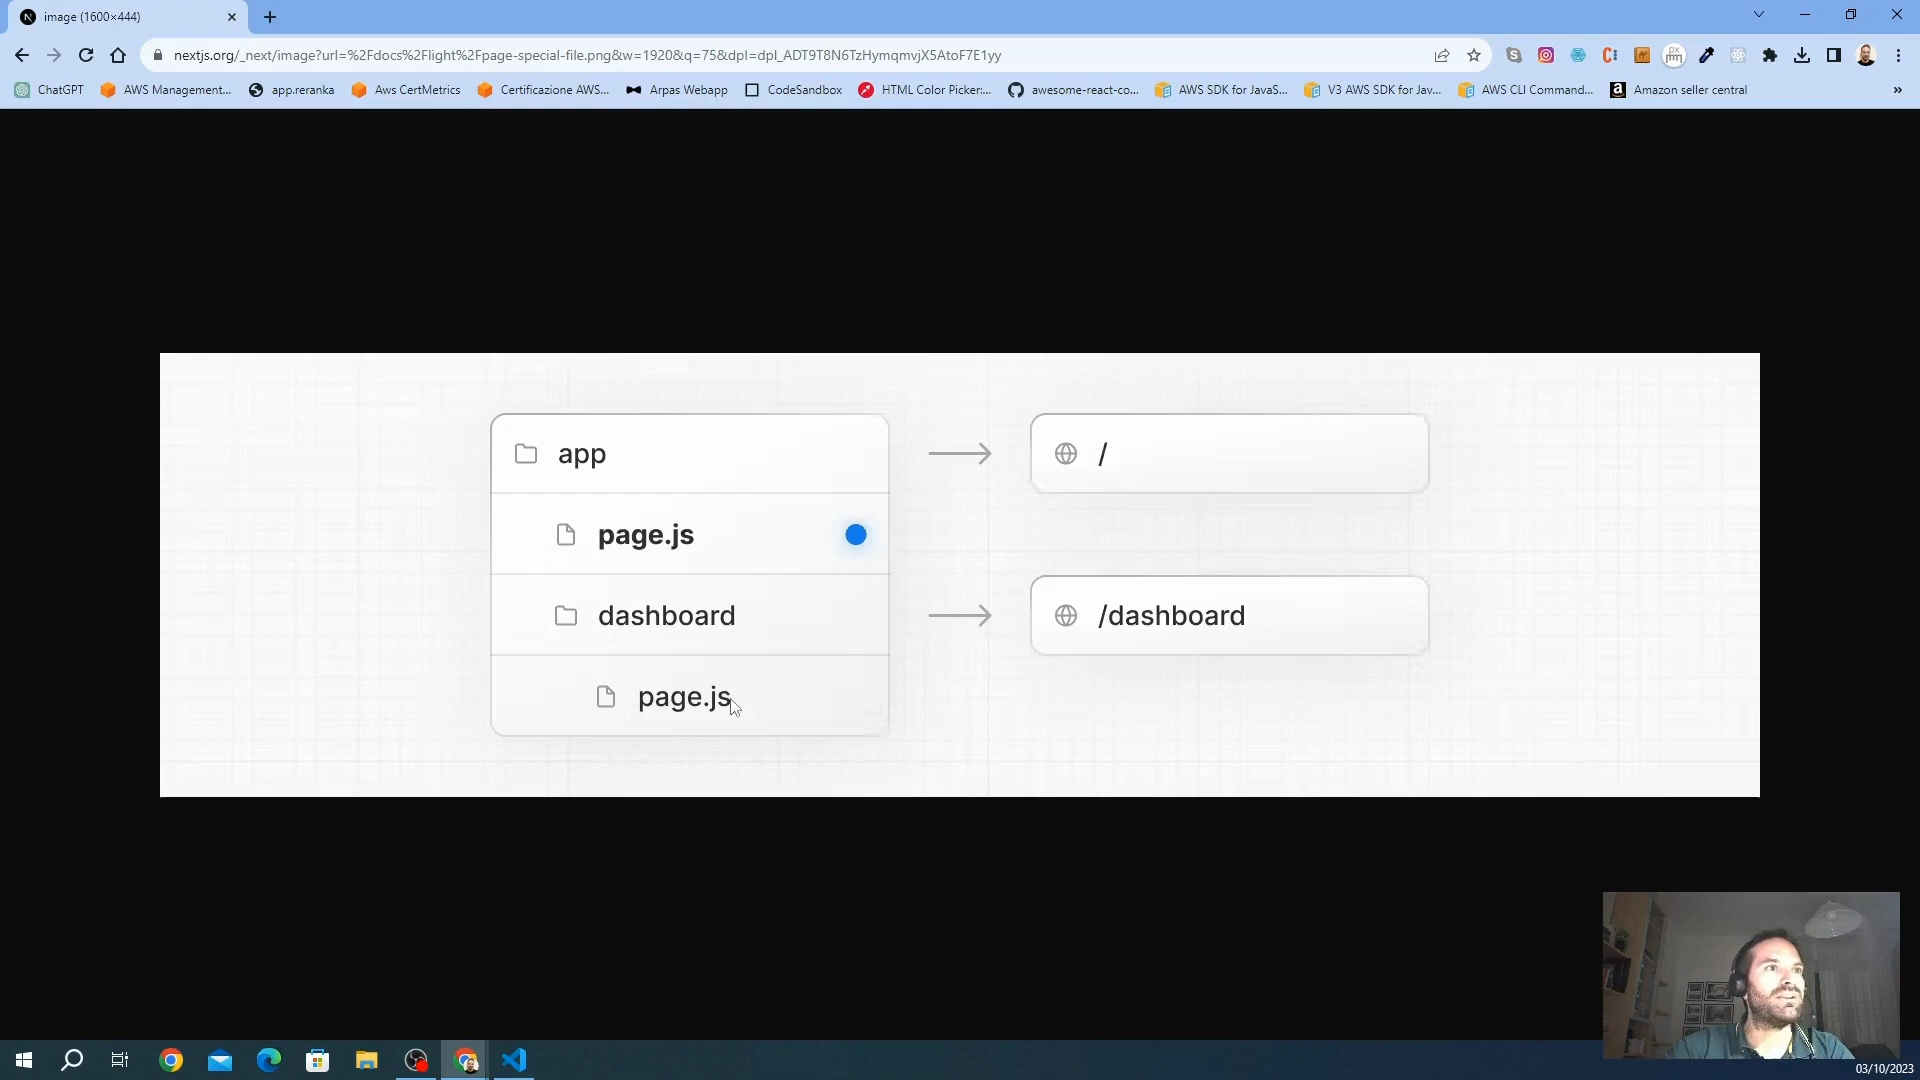 image (1600×444)
nextjs.org/_next/image?url=%2Fdocs%2Flight%2Fpage-special-file.png&w=1920&q=75&dpl=dpl_ADT9T8N6TzHymqmvjX5AtoF7E1yy
ChatGPT AWS Management... app.reranka Aws CertMetrics Certificazione AWS... Arpas Webapp CodeSandbox HTML Color Picker:... awesome-react-co... AWS SDK for JavaS... V3 AWS SDK for Jav... AWS CLI Command... Amazon seller central
app /
page.js
dashboard /dashboard
page.js
03/10/2023